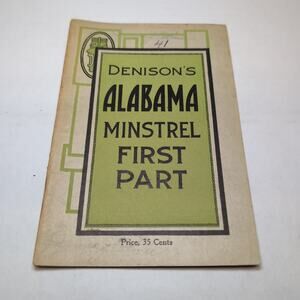 41
DENISON'S
ALABAMA
MINSTREL
FIRST
PART
Price, 35 Cents